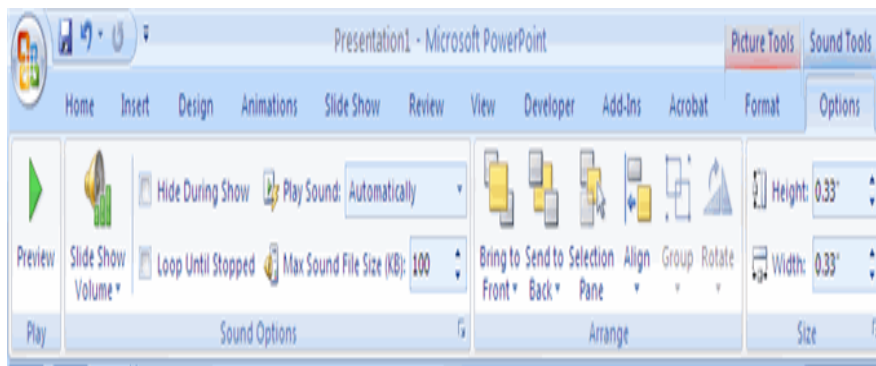 Presentation1 - Microsoft PowerPoint
Picture Tools
Sound Tools
Home Insert Design Animations Slide Show Review View Developer Add-Ins Acrobat Format Options
Preview
Play
Slide Show
Volume
Hide During Show
Play Sound: Automatically
Loop Until Stopped
Max Sound File Size (KB): 100
Sound Options
Bring to
Front
Send to
Back
Selection
Pane
Align
Group
Rotate
Arrange
Height: 0.33"
Width: 0.33"
Size